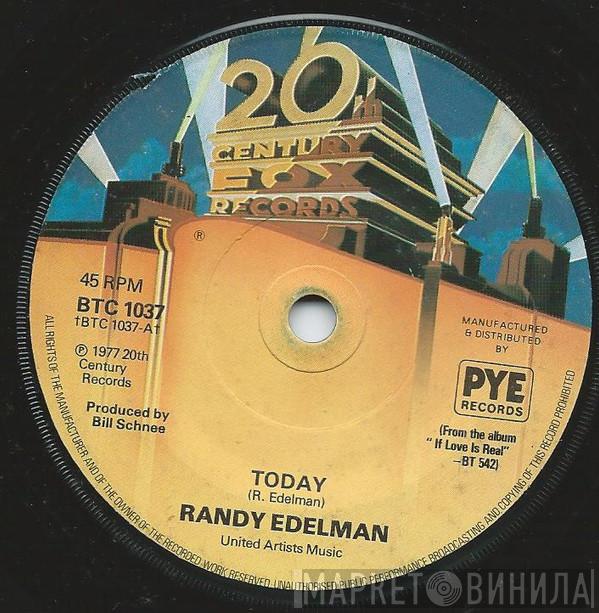 20th
CENTURY
FOX
RECORDS
®
45 RPM
BTC 1037
†BTC 1037-A†
℗ 1977 20th
Century
Records
Produced by
Bill Schnee
MANUFACTURED
& DISTRIBUTED
BY
PYE
RECORDS
(From the album
"If Love Is Real"
–BT 542)
TODAY
(R. Edelman)
RANDY EDELMAN
United Artists Music
ALL RIGHTS OF THE MANUFACTURER AND OF THE OWNER OF THE RECORDED WORK RESERVED. UNAUTHORISED PUBLIC PERFORMANCE BROADCASTING AND COPYING OF THIS RECORD PROHIBITED
МАРКЕТ ВИНИЛА